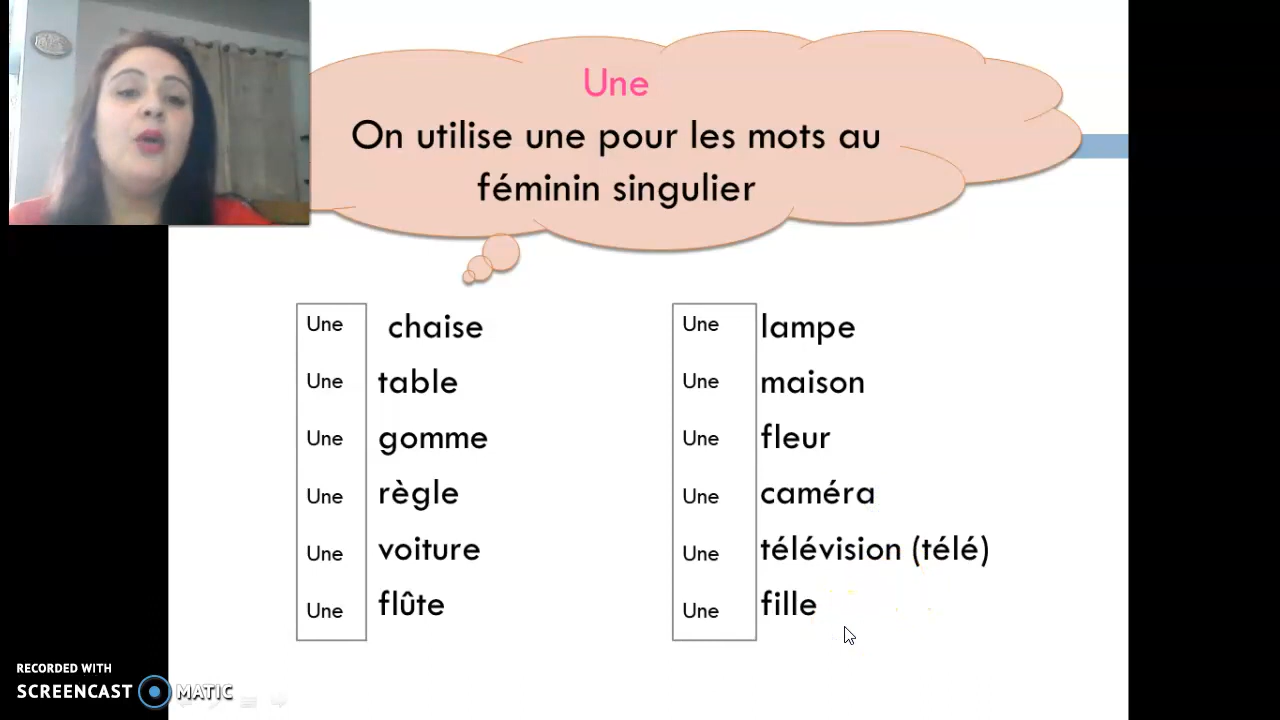 Une
On utilise une pour les mots au
féminin singulier
Une chaise
Une table
Une gomme
Une règle
Une voiture
Une flûte
Une lampe
Une maison
Une fleur
Une caméra
Une télévision (télé)
Une fille
RECORDED WITH
SCREENCAST MATIC